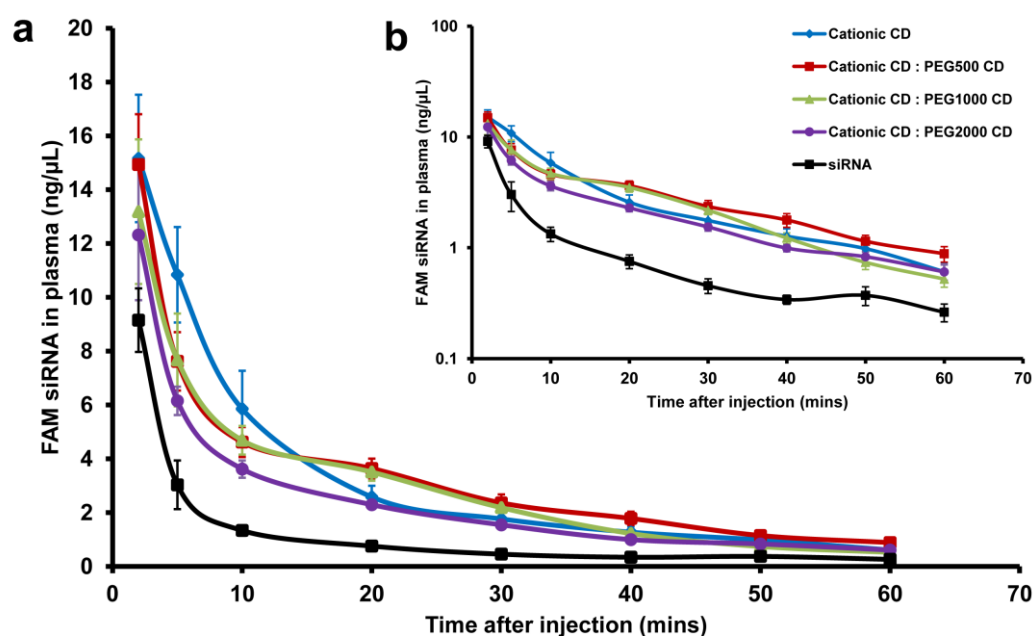 a
FAM siRNA in plasma (ng/µL)
20
18
16
14
12
10
8
6
4
2
0
0
10
20
30
40
50
60
70
Time after injection (mins)
b
FAM siRNA in plasma (ng/µL)
100
10
1
0.1
0
10
20
30
40
50
60
70
Time after injection (mins)
Cationic CD
Cationic CD : PEG500 CD
Cationic CD : PEG1000 CD
Cationic CD : PEG2000 CD
siRNA